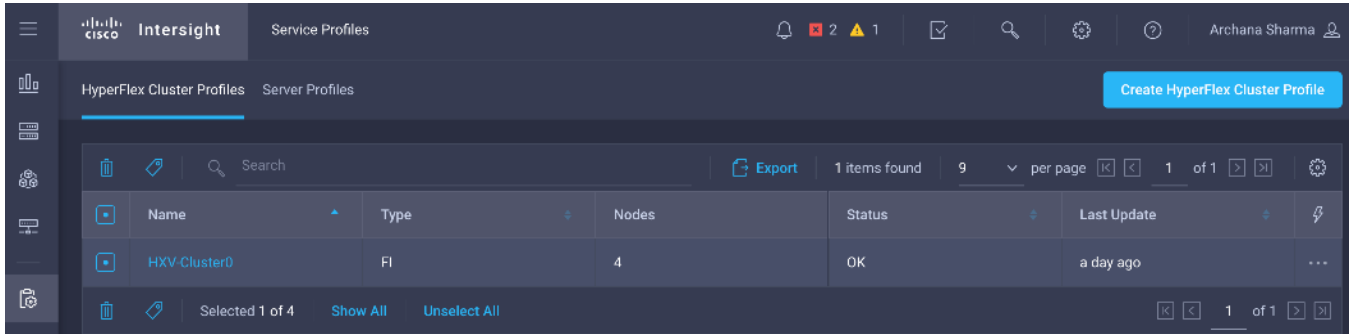 cisco Intersight Service Profiles 2 1 Archana Sharma
HyperFlex Cluster Profiles Server Profiles Create HyperFlex Cluster Profile
Search Export 1 items found 9 per page 1 of 1
Name Type Nodes Status Last Update
HXV-Cluster0 FI 4 OK a day ago ...
Selected 1 of 4 Show All Unselect All 1 of 1